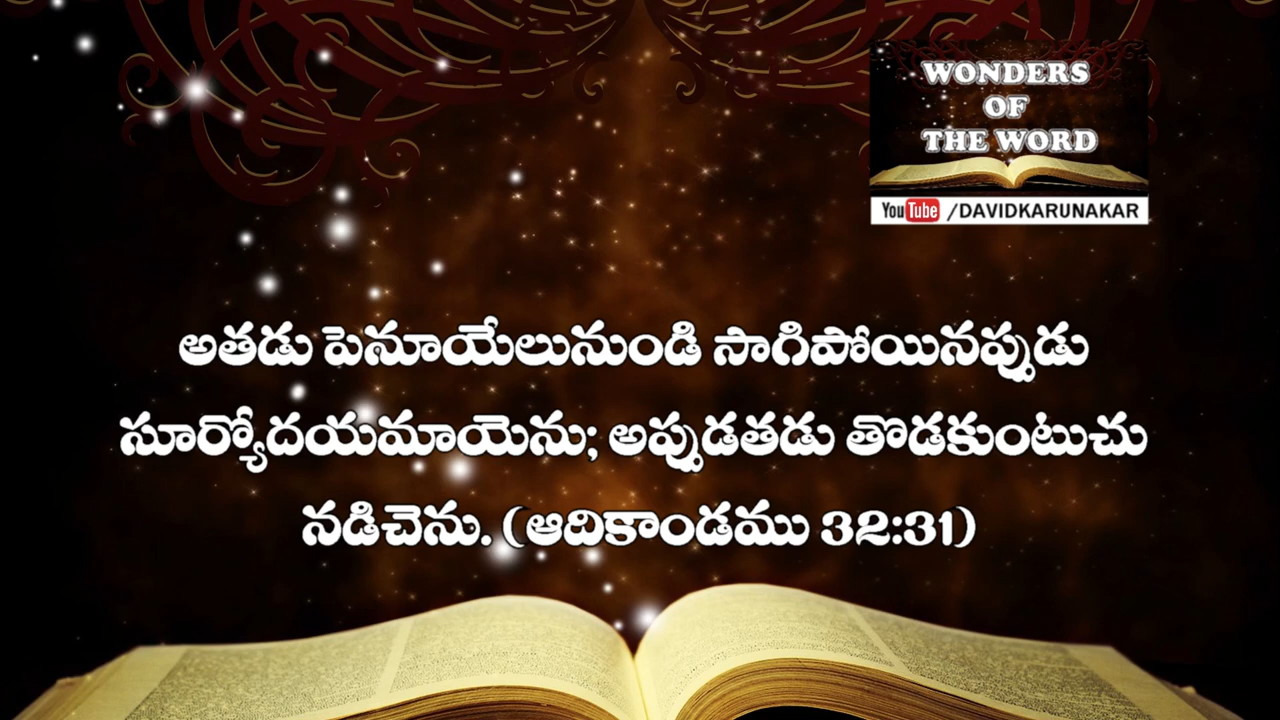 WONDERS
OF
THE WORD
YouTube /DAVIDKARUNAKAR
అతడు పెనూయేలునుండి సాగిపోయినప్పుడు
సూర్యోదయమాయెను; అప్పుడతడు తొడకుంటుచు
నడిచెను. (ఆదికాండము 32:31)